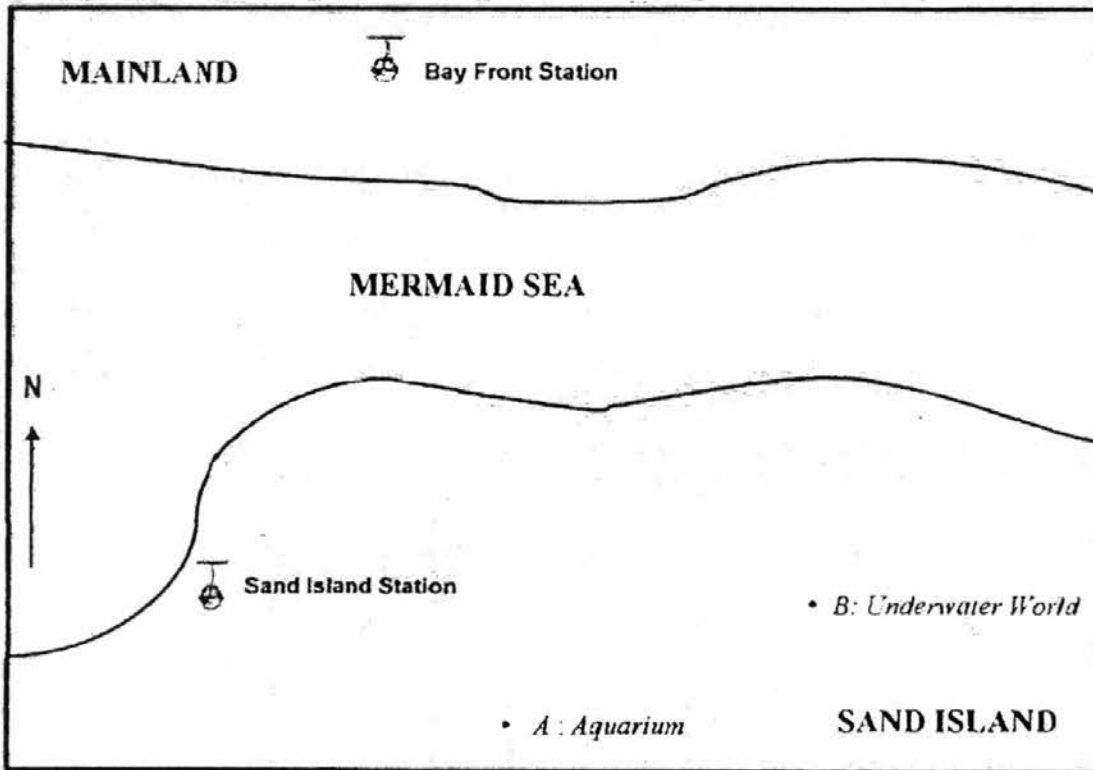 MAINLAND
Bay Front Station
MERMAID SEA
N
Sand Island Station
• B: Underwater World
• A : Aquarium
SAND ISLAND